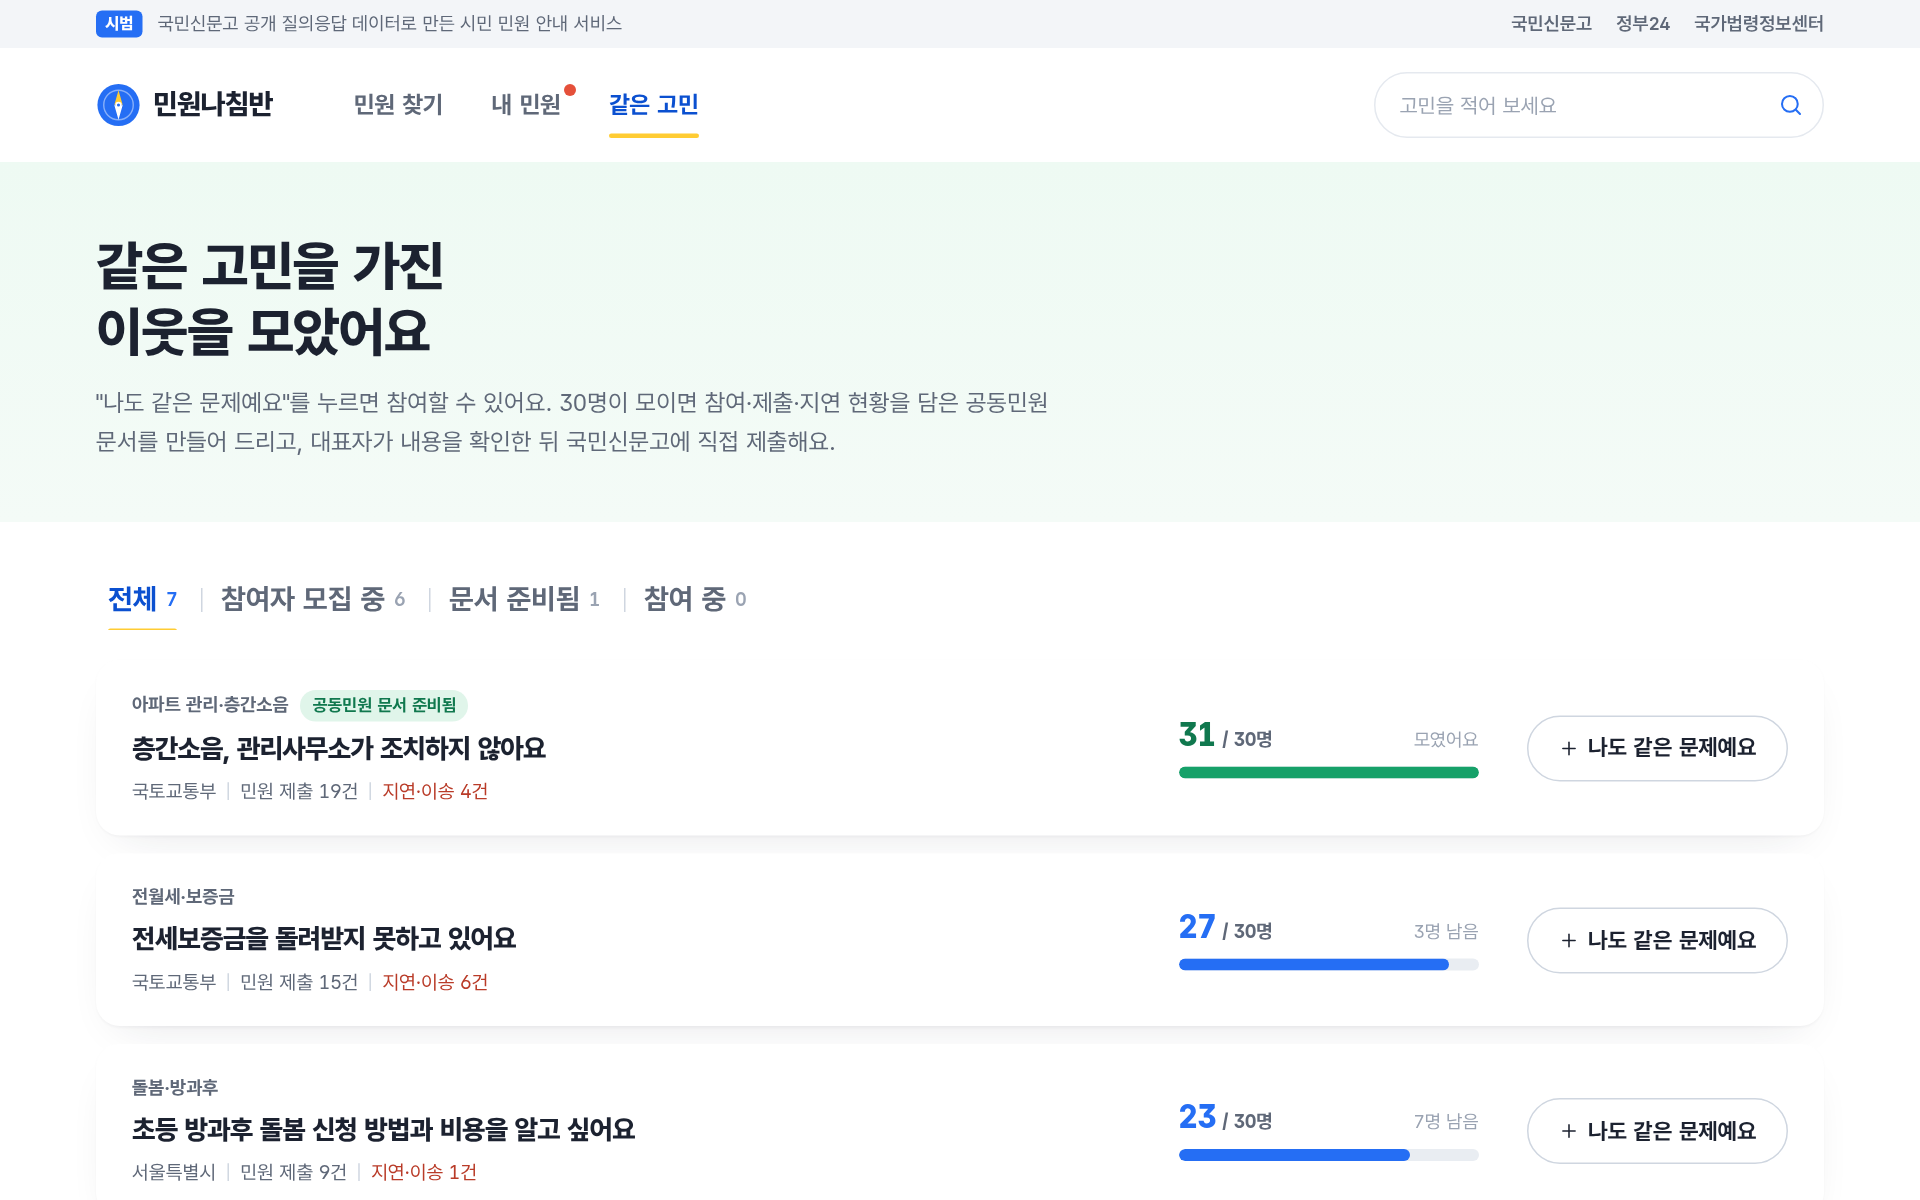 시범 국민신문고 공개 질의응답 데이터로 만든 시민 민원 안내 서비스
국민신문고 정부24 국가법령정보센터
민원나침반
민원 찾기 내 민원 같은 고민
고민을 적어 보세요
같은 고민을 가진
이웃을 모았어요
"나도 같은 문제예요"를 누르면 참여할 수 있어요. 30명이 모이면 참여·제출·지연 현황을 담은 공동민원
문서를 만들어 드리고, 대표자가 내용을 확인한 뒤 국민신문고에 직접 제출해요.
전체 7 참여자 모집 중 6 문서 준비됨 1 참여 중 0
아파트 관리·층간소음 공동민원 문서 준비됨
층간소음, 관리사무소가 조치하지 않아요
국토교통부 민원 제출 19건 지연·이송 4건
31 / 30명 모였어요
+ 나도 같은 문제예요
전월세·보증금
전세보증금을 돌려받지 못하고 있어요
국토교통부 민원 제출 15건 지연·이송 6건
27 / 30명 3명 남음
+ 나도 같은 문제예요
돌봄·방과후
초등 방과후 돌봄 신청 방법과 비용을 알고 싶어요
서울특별시 민원 제출 9건 지연·이송 1건
23 / 30명 7명 남음
+ 나도 같은 문제예요